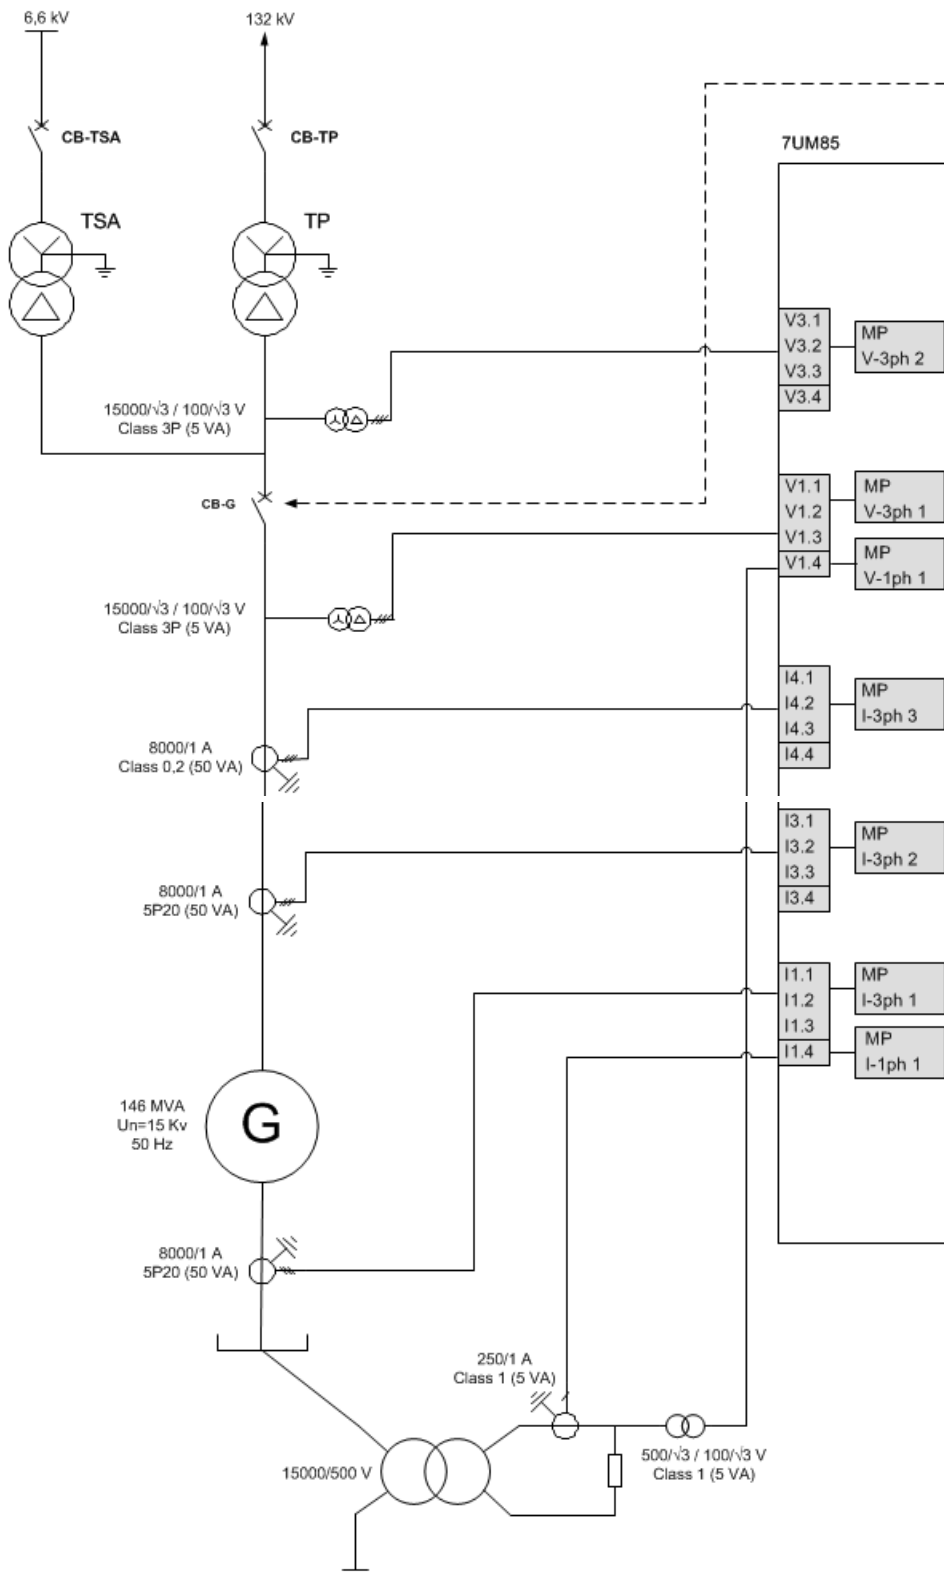 6,6 kV
132 kV
CB-TSA
CB-TP
7UM85
TSA
TP
V3.1
V3.2
V3.3
V3.4
MP
V-3ph 2
15000/√3 / 100/√3 V
Class 3P (5 VA)
CB-G
V1.1
V1.2
V1.3
V1.4
MP
V-3ph 1
MP
V-1ph 1
15000/√3 / 100/√3 V
Class 3P (5 VA)
I4.1
I4.2
I4.3
I4.4
MP
I-3ph 3
8000/1 A
Class 0,2 (50 VA)
I3.1
I3.2
I3.3
I3.4
MP
I-3ph 2
8000/1 A
5P20 (50 VA)
I1.1
I1.2
I1.3
I1.4
MP
I-3ph 1
MP
I-1ph 1
146 MVA
Un=15 Kv
50 Hz
G
8000/1 A
5P20 (50 VA)
250/1 A
Class 1 (5 VA)
15000/500 V
500/√3 / 100/√3 V
Class 1 (5 VA)